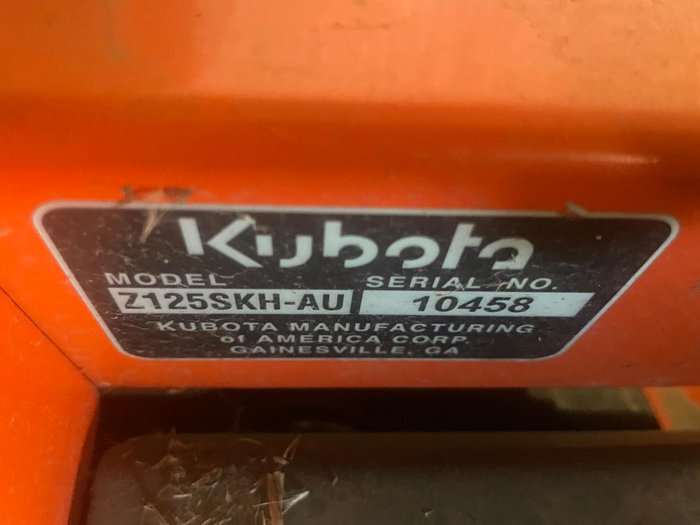 Kubota
MODEL SERIAL NO.
Z125SKH-AU 10458
KUBOTA MANUFACTURING
of AMERICA CORP.
GAINESVILLE, GA